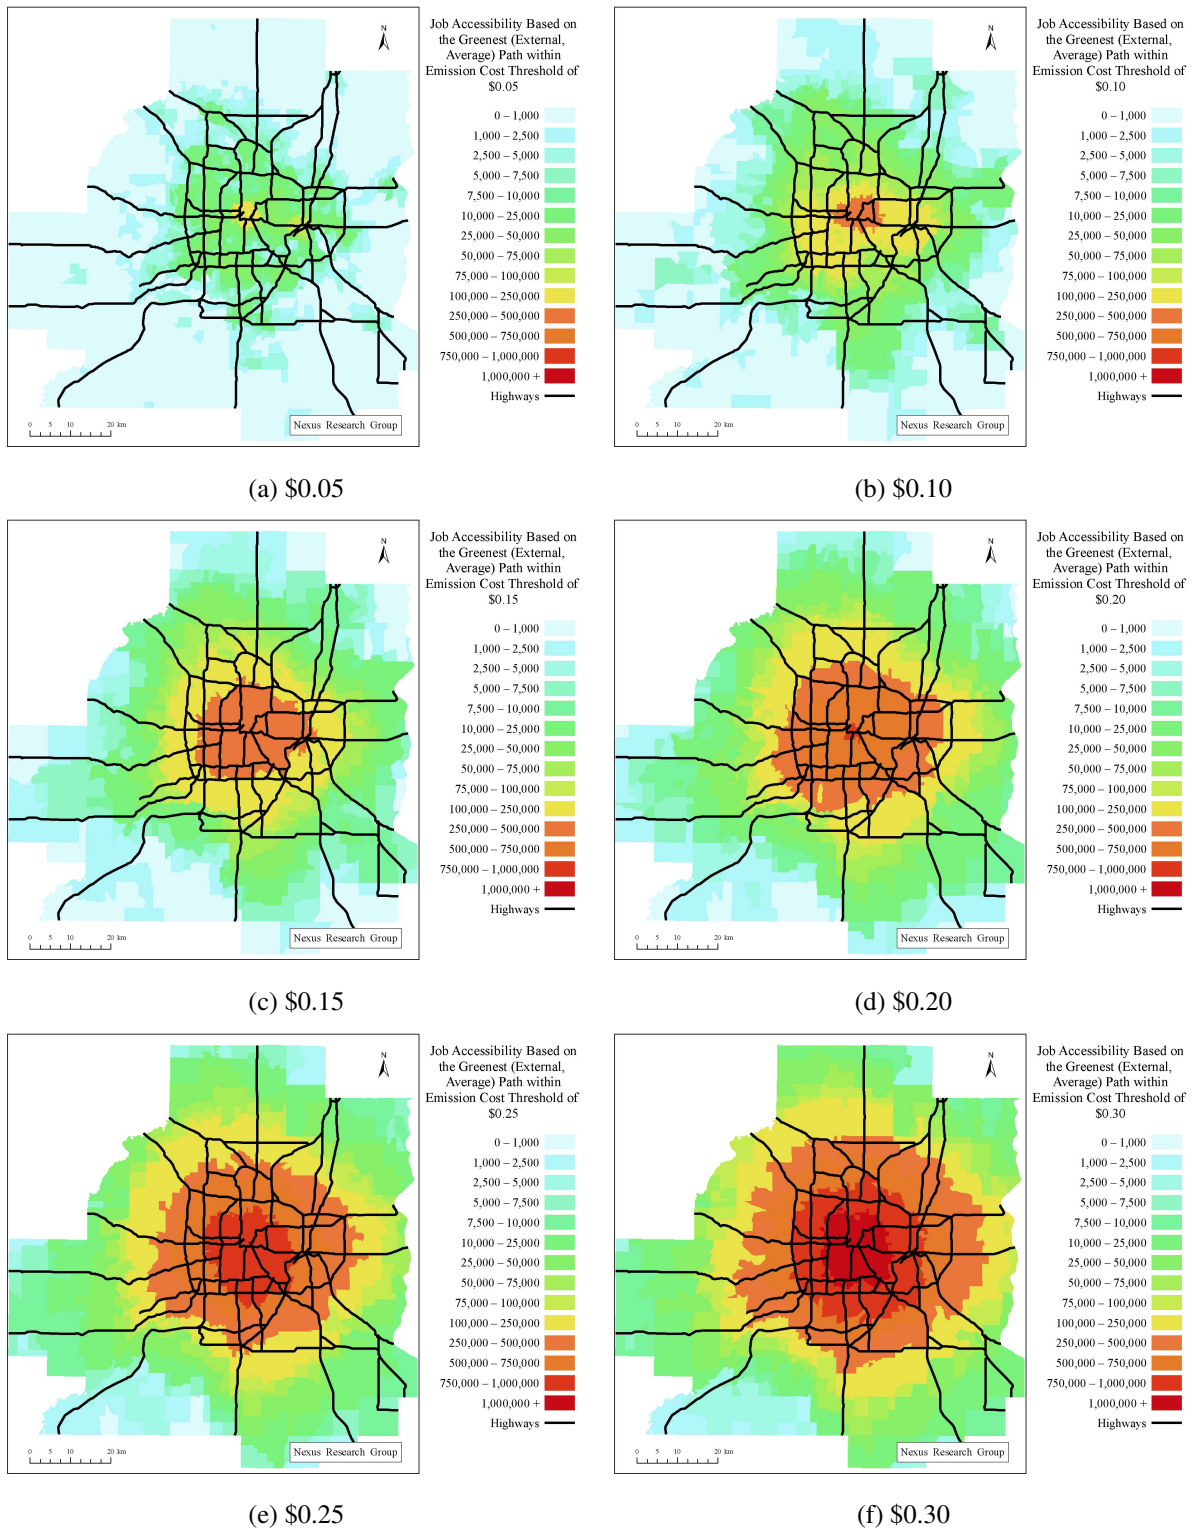 N
Job Accessibility Based on
the Greenest (External,
Average) Path within
Emission Cost Threshold of
$0.05
0 – 1,000
1,000 – 2,500
2,500 – 5,000
5,000 – 7,500
7,500 – 10,000
10,000 – 25,000
25,000 – 50,000
50,000 – 75,000
75,000 – 100,000
100,000 – 250,000
250,000 – 500,000
500,000 – 750,000
750,000 – 1,000,000
1,000,000 +
Highways
0 5 10 20 km
Nexus Research Group
(a) $0.05
N
Job Accessibility Based on
the Greenest (External,
Average) Path within
Emission Cost Threshold of
$0.10
0 – 1,000
1,000 – 2,500
2,500 – 5,000
5,000 – 7,500
7,500 – 10,000
10,000 – 25,000
25,000 – 50,000
50,000 – 75,000
75,000 – 100,000
100,000 – 250,000
250,000 – 500,000
500,000 – 750,000
750,000 – 1,000,000
1,000,000 +
Highways
0 5 10 20 km
Nexus Research Group
(b) $0.10
N
Job Accessibility Based on
the Greenest (External,
Average) Path within
Emission Cost Threshold of
$0.15
0 – 1,000
1,000 – 2,500
2,500 – 5,000
5,000 – 7,500
7,500 – 10,000
10,000 – 25,000
25,000 – 50,000
50,000 – 75,000
75,000 – 100,000
100,000 – 250,000
250,000 – 500,000
500,000 – 750,000
750,000 – 1,000,000
1,000,000 +
Highways
0 5 10 20 km
Nexus Research Group
(c) $0.15
N
Job Accessibility Based on
the Greenest (External,
Average) Path within
Emission Cost Threshold of
$0.20
0 – 1,000
1,000 – 2,500
2,500 – 5,000
5,000 – 7,500
7,500 – 10,000
10,000 – 25,000
25,000 – 50,000
50,000 – 75,000
75,000 – 100,000
100,000 – 250,000
250,000 – 500,000
500,000 – 750,000
750,000 – 1,000,000
1,000,000 +
Highways
0 5 10 20 km
Nexus Research Group
(d) $0.20
N
Job Accessibility Based on
the Greenest (External,
Average) Path within
Emission Cost Threshold of
$0.25
0 – 1,000
1,000 – 2,500
2,500 – 5,000
5,000 – 7,500
7,500 – 10,000
10,000 – 25,000
25,000 – 50,000
50,000 – 75,000
75,000 – 100,000
100,000 – 250,000
250,000 – 500,000
500,000 – 750,000
750,000 – 1,000,000
1,000,000 +
Highways
0 5 10 20 km
Nexus Research Group
(e) $0.25
N
Job Accessibility Based on
the Greenest (External,
Average) Path within
Emission Cost Threshold of
$0.30
0 – 1,000
1,000 – 2,500
2,500 – 5,000
5,000 – 7,500
7,500 – 10,000
10,000 – 25,000
25,000 – 50,000
50,000 – 75,000
75,000 – 100,000
100,000 – 250,000
250,000 – 500,000
500,000 – 750,000
750,000 – 1,000,000
1,000,000 +
Highways
0 5 10 20 km
Nexus Research Group
(f) $0.30